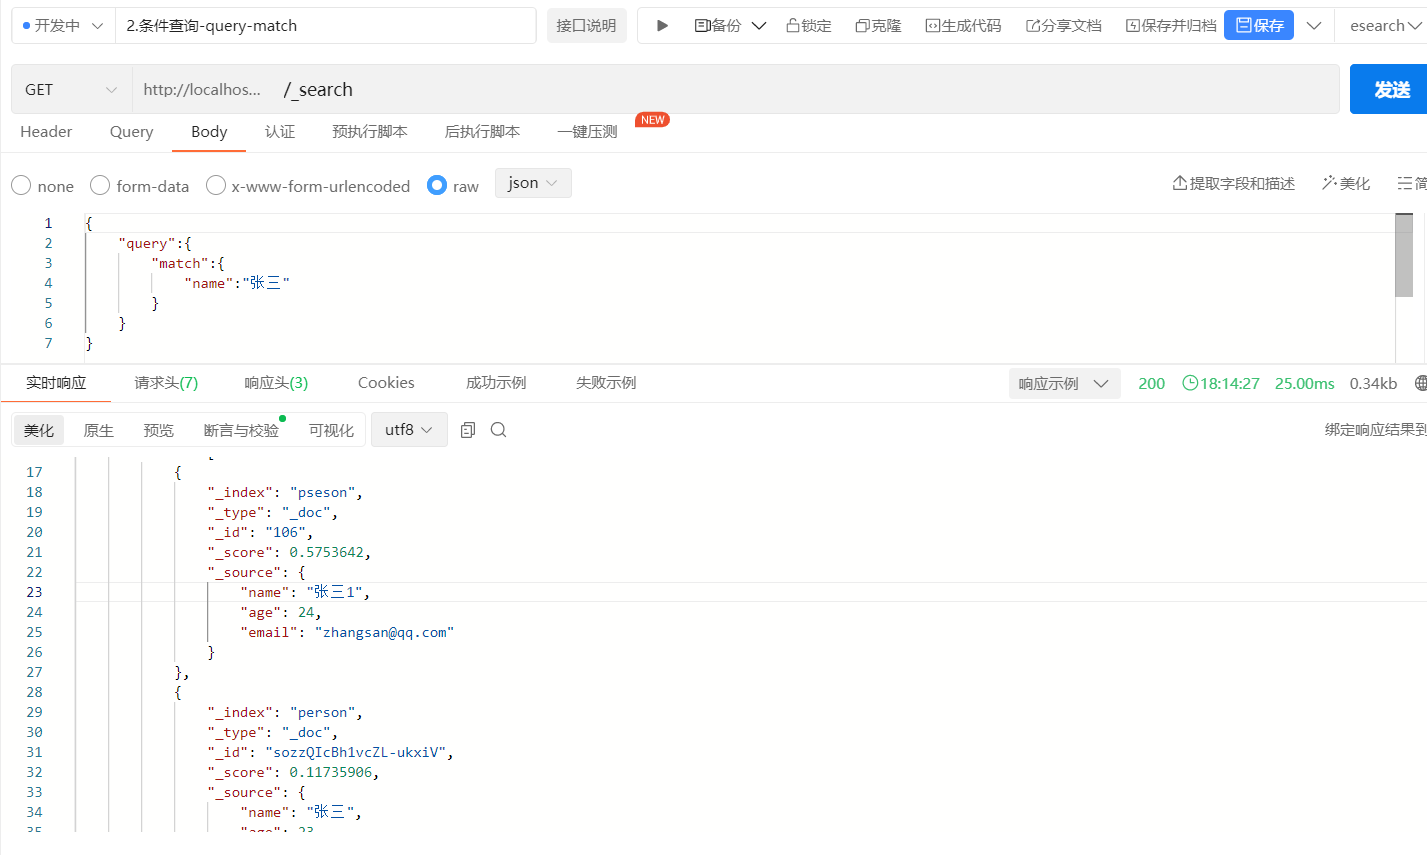 开发中 2.条件查询-query-match 接口说明 备份 锁定 克隆 生成代码 分享文档 保存并归档 保存 esearch
GET http://localhos... /_search 发送
Header Query Body 认证 预执行脚本 后执行脚本 一键压测 NEW
none form-data x-www-form-urlencoded raw json 提取字段和描述 美化 简
1 {
2 "query":{
3 "match":{
4 "name":"张三"
5 }
6 }
7 }
实时响应 请求头(7) 响应头(3) Cookies 成功示例 失败示例 响应示例 200 18:14:27 25.00ms 0.34kb
美化 原生 预览 断言与校验 可视化 utf8 绑定响应结果到
17 {
18 "_index": "pseson",
19 "_type": "_doc",
20 "_id": "106",
21 "_score": 0.5753642,
22 "_source": {
23 "name": "张三1",
24 "age": 24,
25 "email": "zhangsan@qq.com"
26 }
27 },
28 {
29 "_index": "person",
30 "_type": "_doc",
31 "_id": "sozzQIcBh1vcZL-ukxiV",
32 "_score": 0.11735906,
33 "_source": {
34 "name": "张三",
35 "age": 23